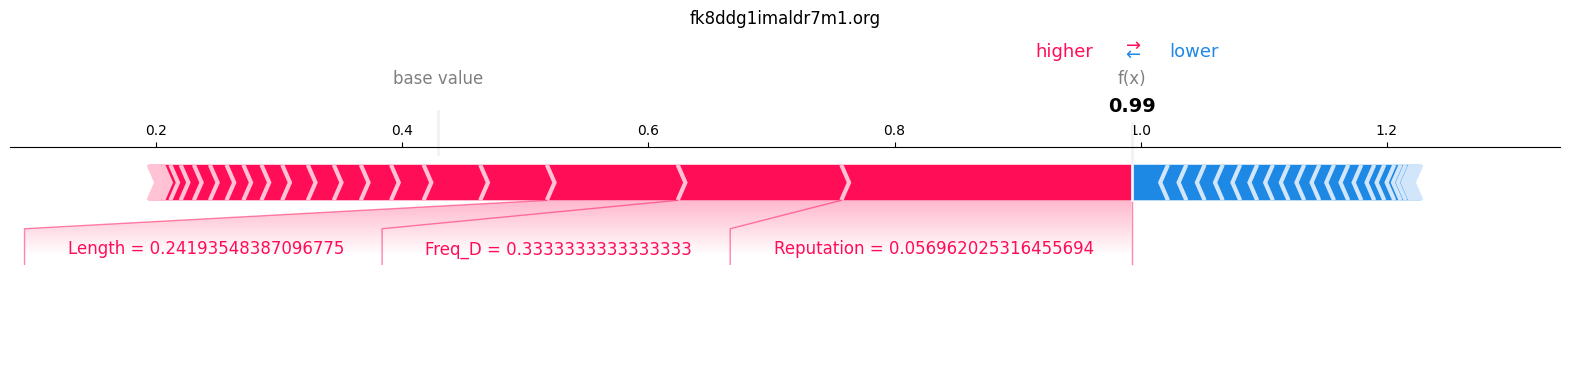 fk8ddg1imaldr7m1.org
higher ⇄ lower
base value f(x)
0.99
0.2 0.4 0.6 0.8 1.0 1.2
Length = 0.24193548387096775 Freq_D = 0.3333333333333333 Reputation = 0.056962025316455694